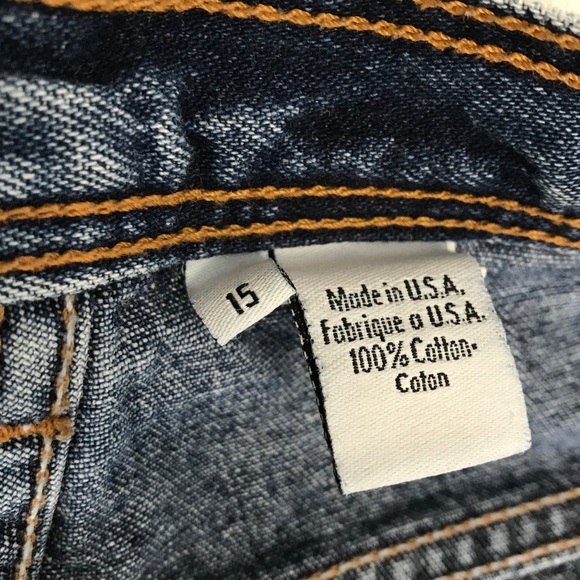 15
Made in U.S.A.
Fabrique a U.S.A.
100% Cotton-
Coton